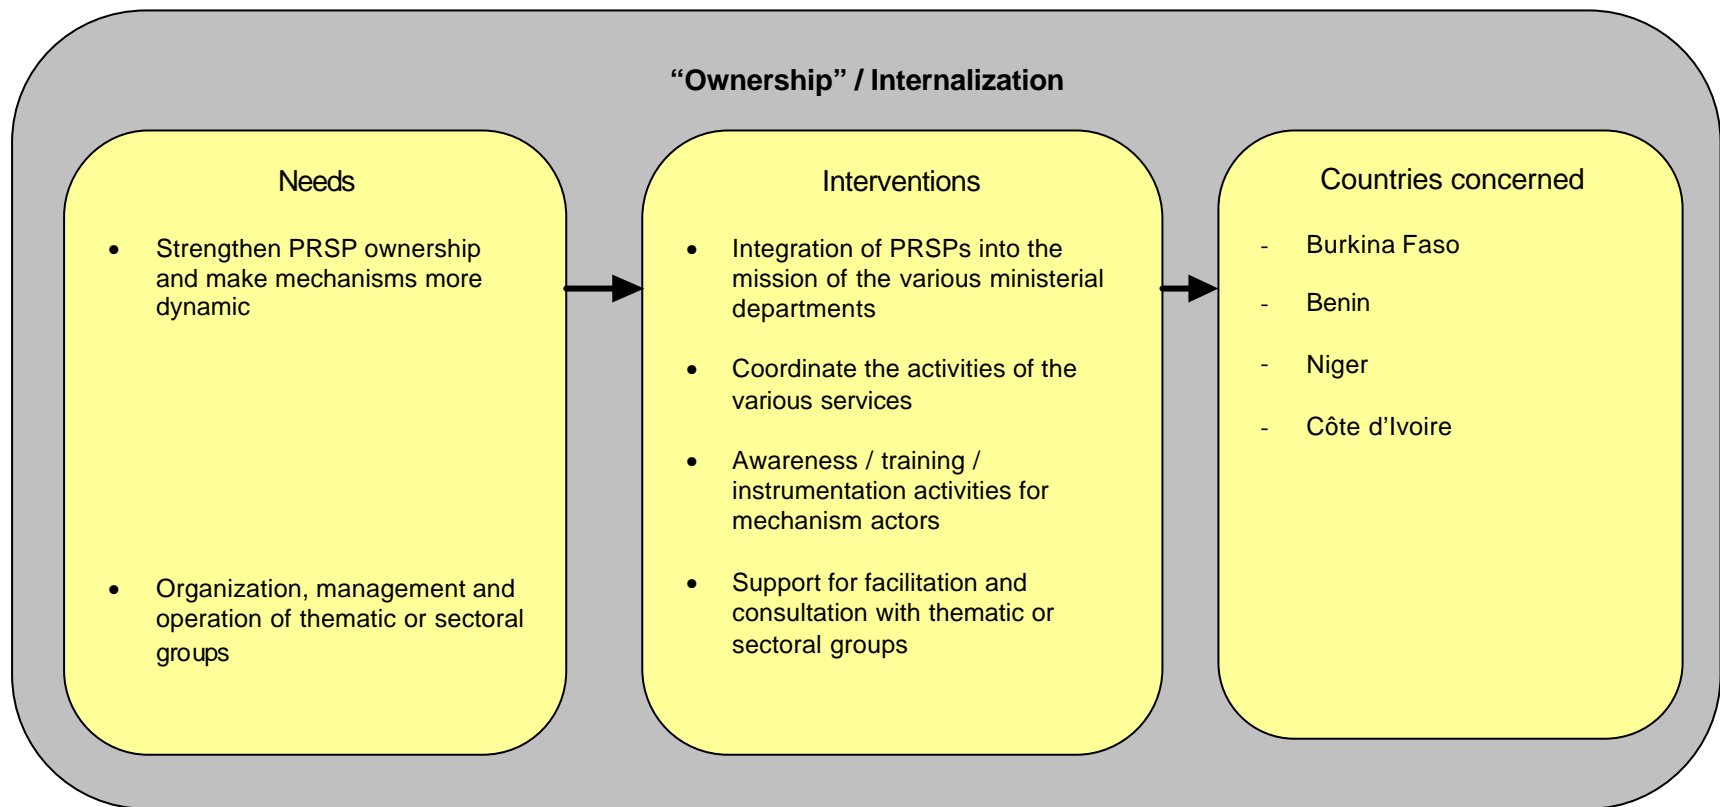 “Ownership” / Internalization
Needs
• Strengthen PRSP ownership
and make mechanisms more
dynamic
• Organization, management and
operation of thematic or sectoral
groups
Interventions
• Integration of PRSPs into the
mission of the various ministerial
departments
• Coordinate the activities of the
various services
• Awareness / training /
instrumentation activities for
mechanism actors
• Support for facilitation and
consultation with thematic or
sectoral groups
Countries concerned
- Burkina Faso
- Benin
- Niger
- Côte d’Ivoire